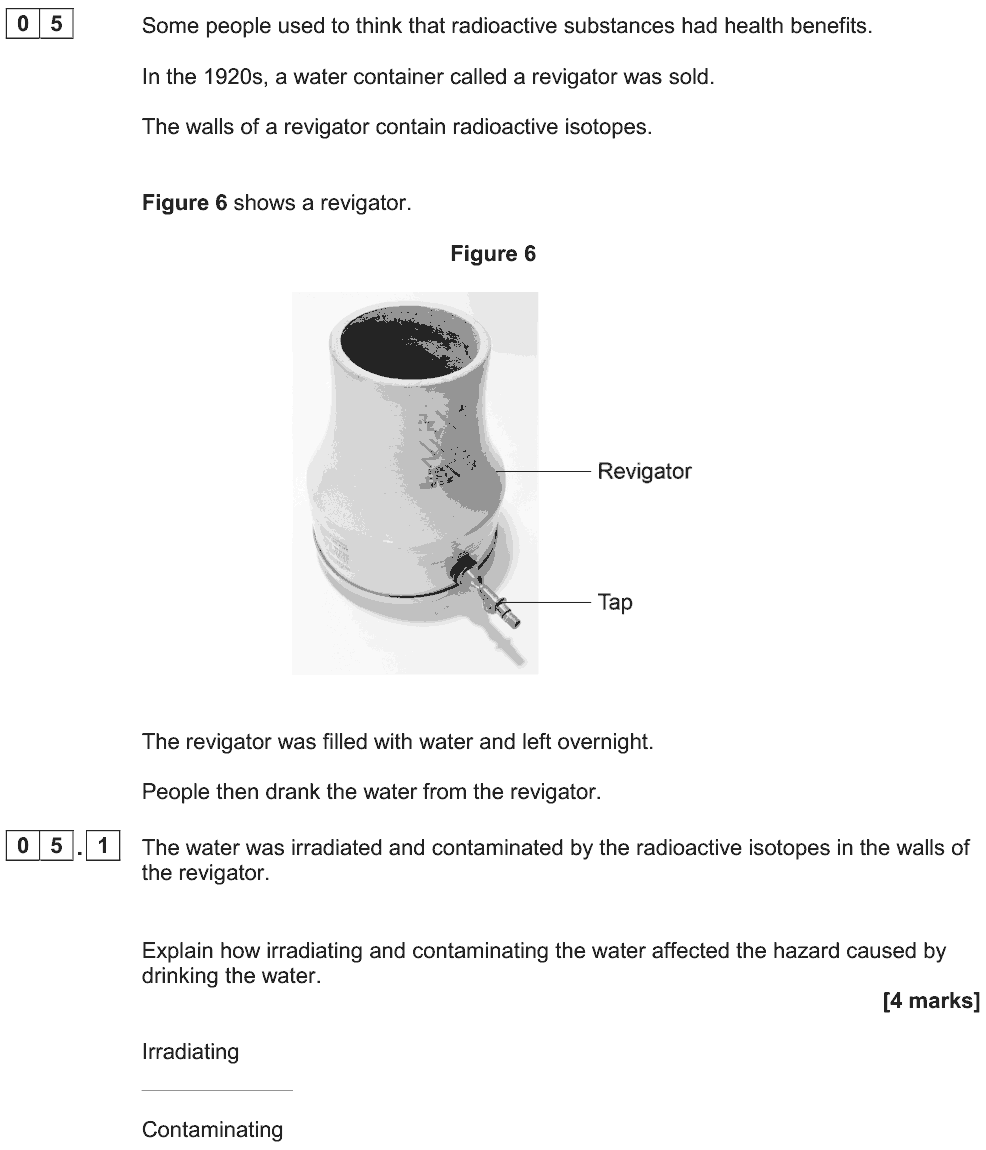 0 5 Some people used to think that radioactive substances had health benefits.
In the 1920s, a water container called a revigator was sold.
The walls of a revigator contain radioactive isotopes.
Figure 6 shows a revigator.
Figure 6
Revigator
Tap
The revigator was filled with water and left overnight.
People then drank the water from the revigator.
0 5 . 1 The water was irradiated and contaminated by the radioactive isotopes in the walls of
the revigator.
Explain how irradiating and contaminating the water affected the hazard caused by
drinking the water.
[4 marks]
Irradiating
Contaminating